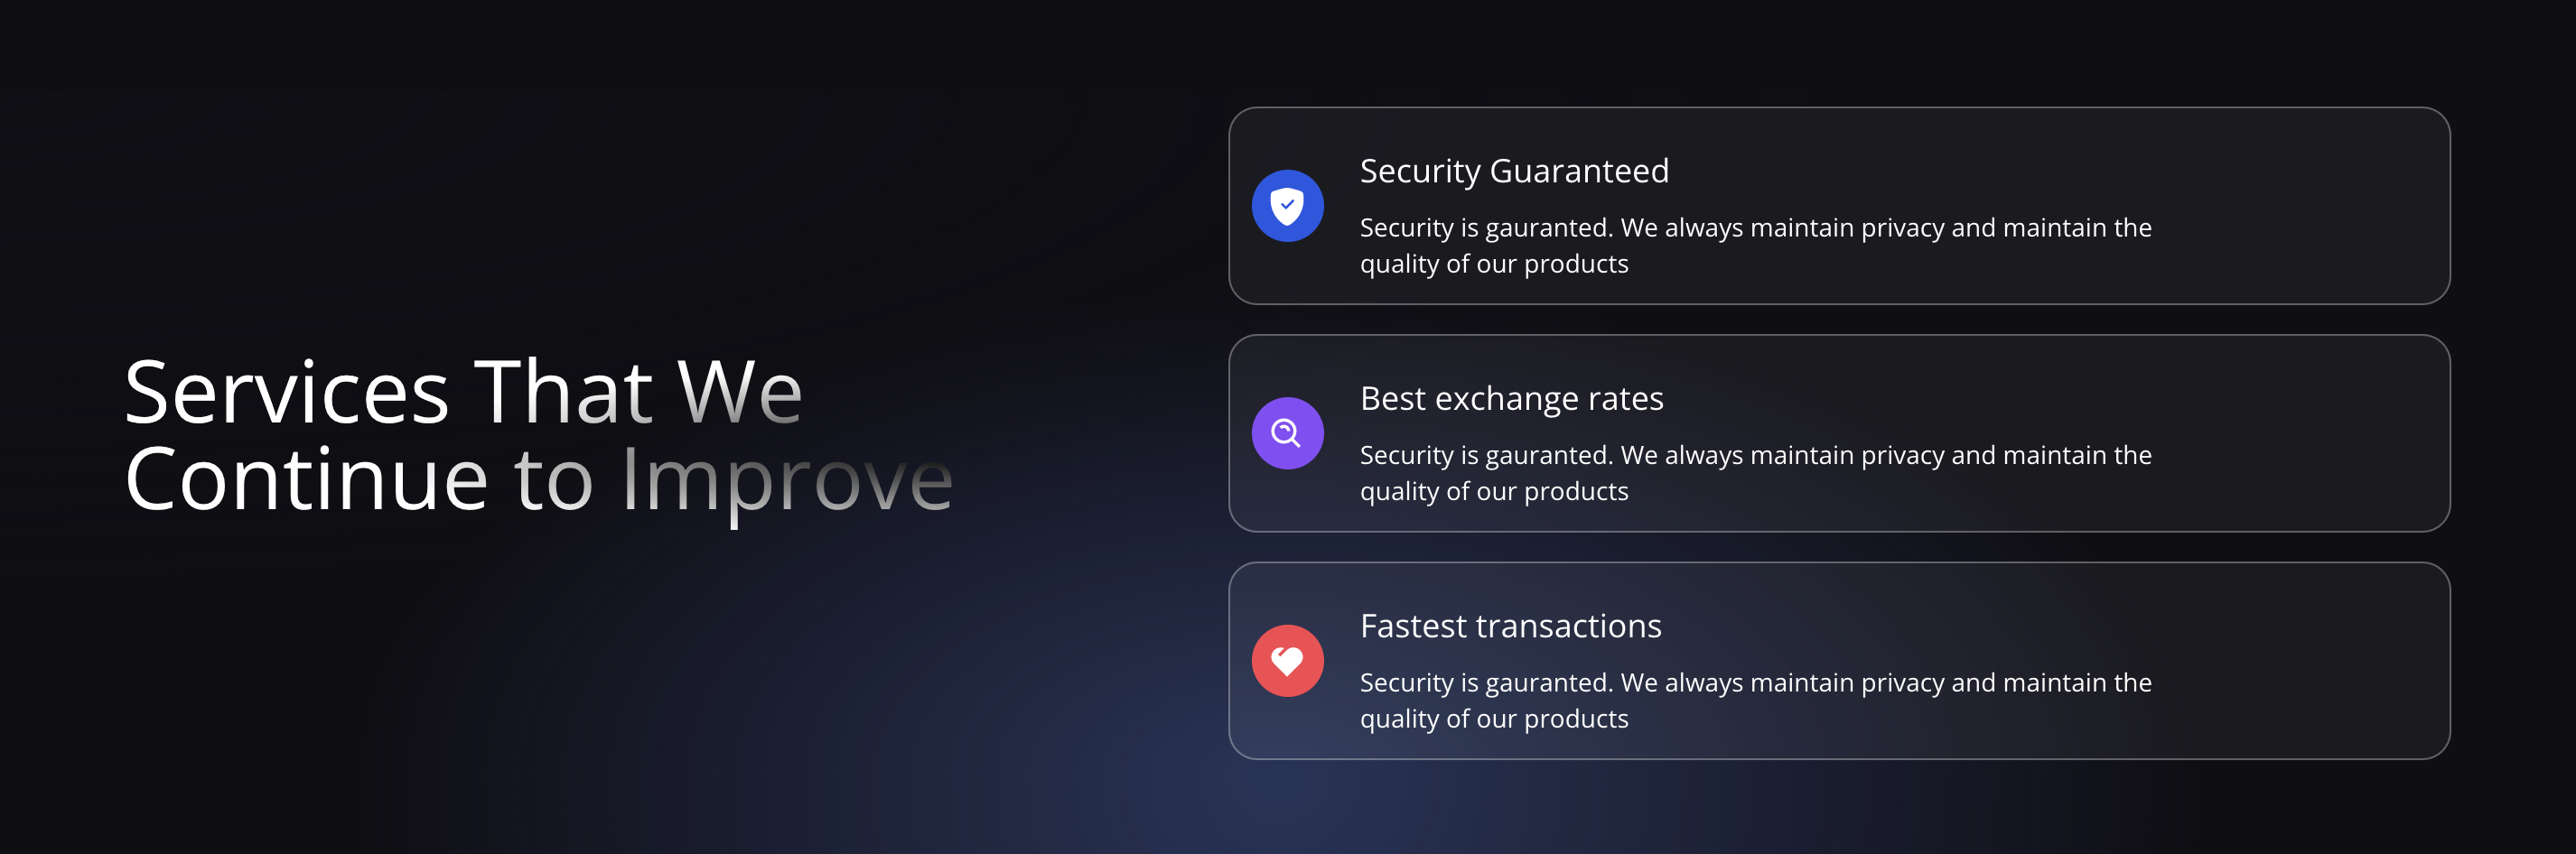 Services That We
Continue to Improve
Security Guaranteed
Security is gauranted. We always maintain privacy and maintain the
quality of our products
Best exchange rates
Security is gauranted. We always maintain privacy and maintain the
quality of our products
Fastest transactions
Security is gauranted. We always maintain privacy and maintain the
quality of our products